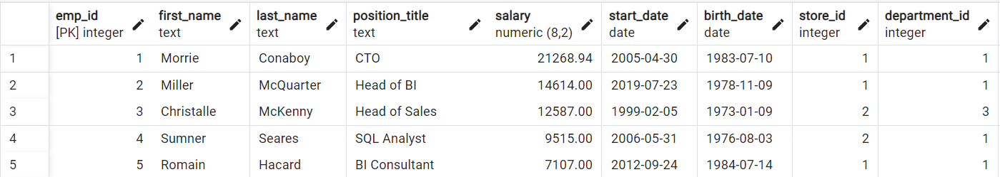 emp_id first_name last_name position_title salary start_date birth_date store_id department_id
[PK] integer text text text numeric (8,2) date date integer integer
1 1 Morrie Conaboy CTO 21268.94 2005-04-30 1983-07-10 1 1
2 2 Miller McQuarter Head of BI 14614.00 2019-07-23 1978-11-09 1 1
3 3 Christalle McKenny Head of Sales 12587.00 1999-02-05 1973-01-09 2 3
4 4 Sumner Seares SQL Analyst 9515.00 2006-05-31 1976-08-03 2 1
5 5 Romain Hacard BI Consultant 7107.00 2012-09-24 1984-07-14 1 1